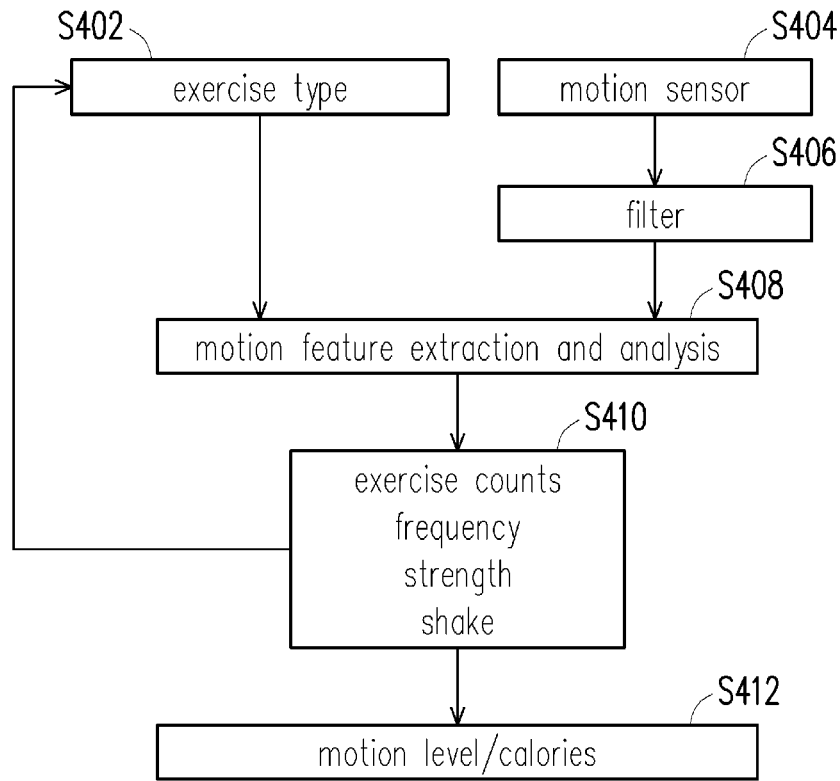 S402
exercise type
S404
motion sensor
S406
filter
S408
motion feature extraction and analysis
S410
exercise counts
frequency
strength
shake
S412
motion level/calories